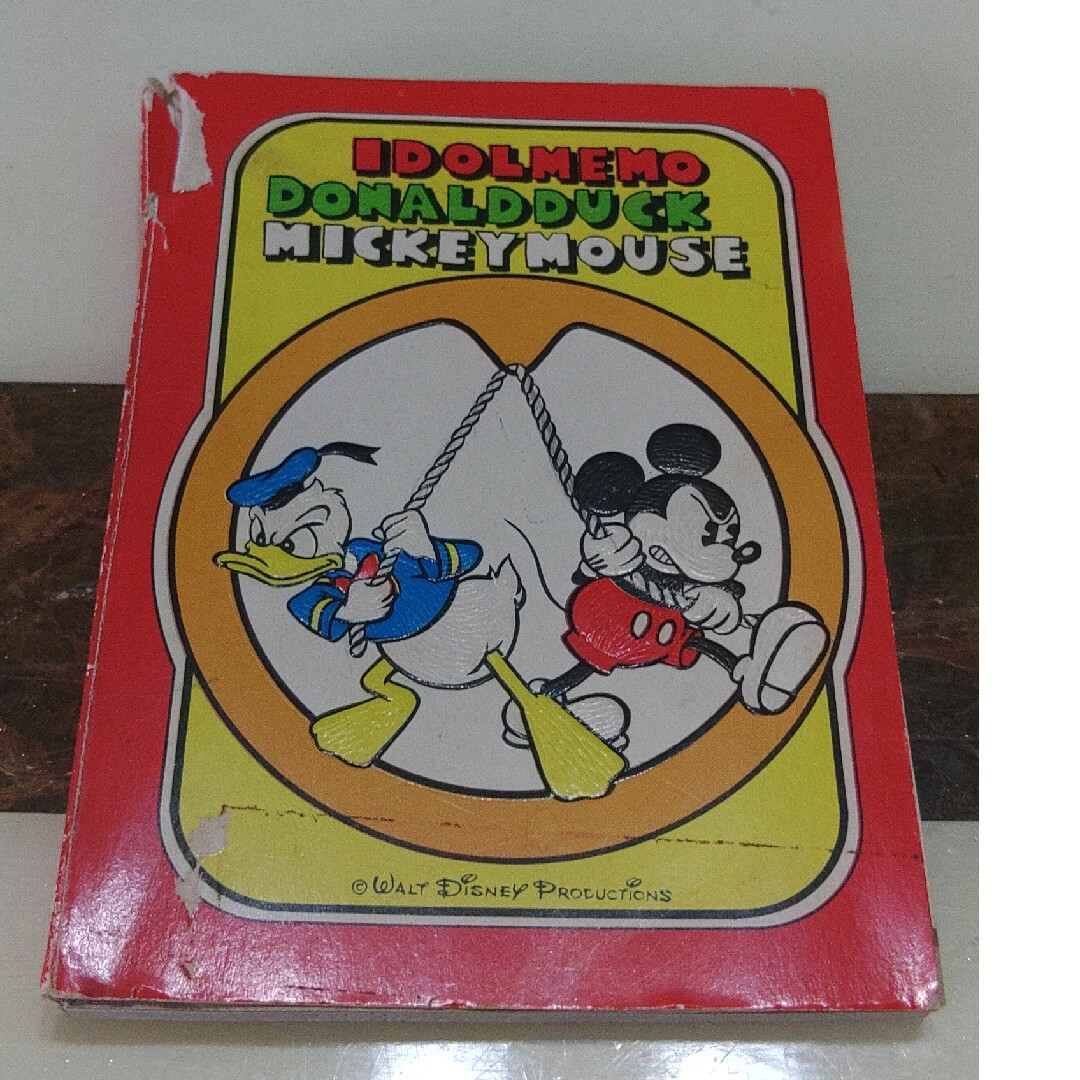 IDOLMEMO
DONALDDUCK
MICKEYMOUSE
© WALT DISNEY PRODUCTIONS